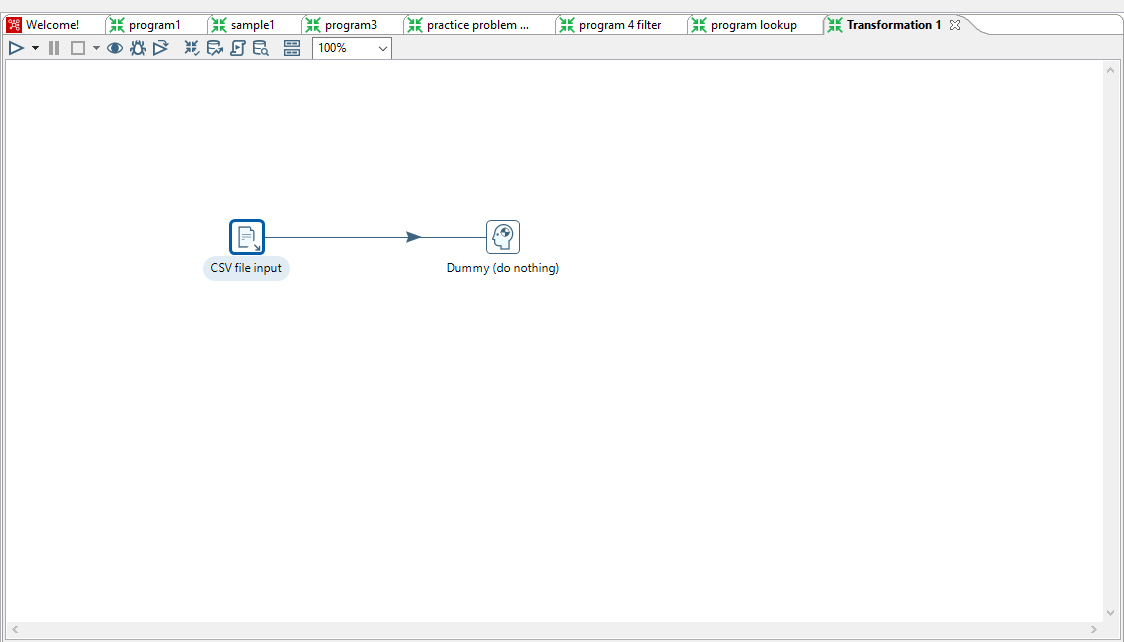 Welcome! program1 sample1 program3 practice problem ... program 4 filter program lookup Transformation 1
100%
CSV file input
Dummy (do nothing)